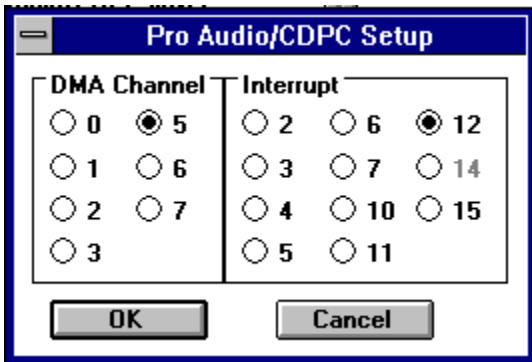 Pro Audio/CDPC Setup
DMA Channel Interrupt
0 5 2 6 12
1 6 3 7 14
2 7 4 10 15
3 5 11
OK Cancel